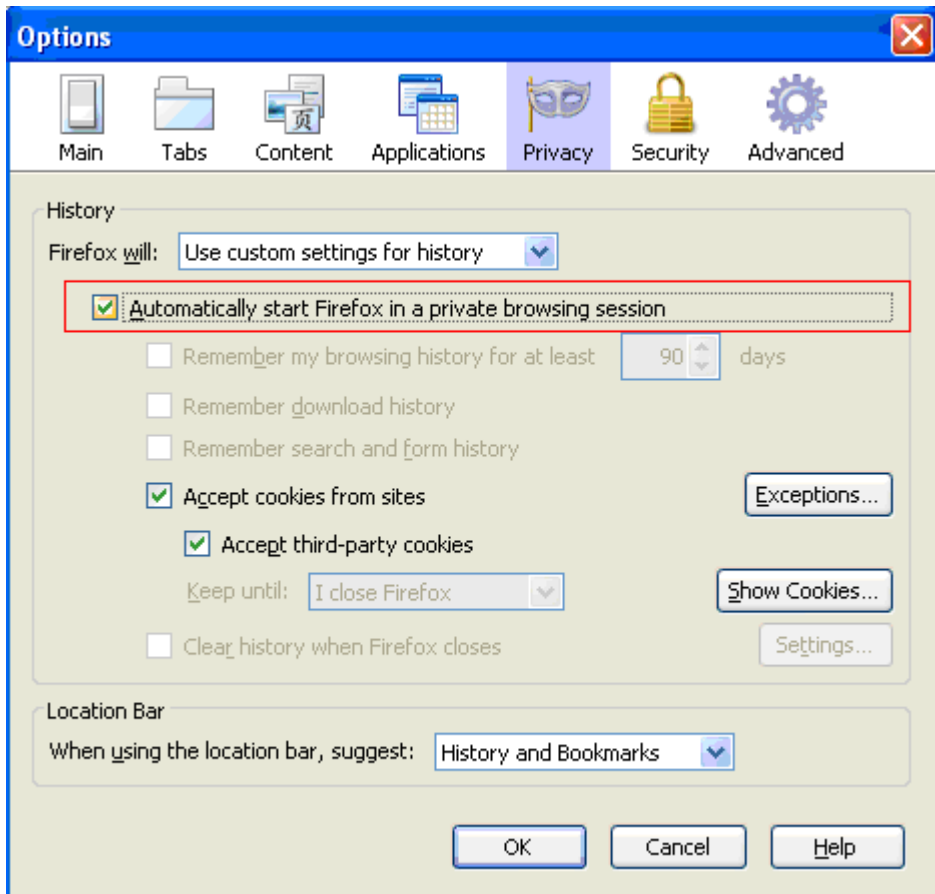 Options
Main Tabs Content Applications Privacy Security Advanced
页
History
Firefox will: Use custom settings for history
Automatically start Firefox in a private browsing session
Remember my browsing history for at least 90 days
Remember download history
Remember search and form history
Accept cookies from sites Exceptions...
Accept third-party cookies
Keep until: I close Firefox Show Cookies...
Clear history when Firefox closes Settings...
Location Bar
When using the location bar, suggest: History and Bookmarks
OK Cancel Help